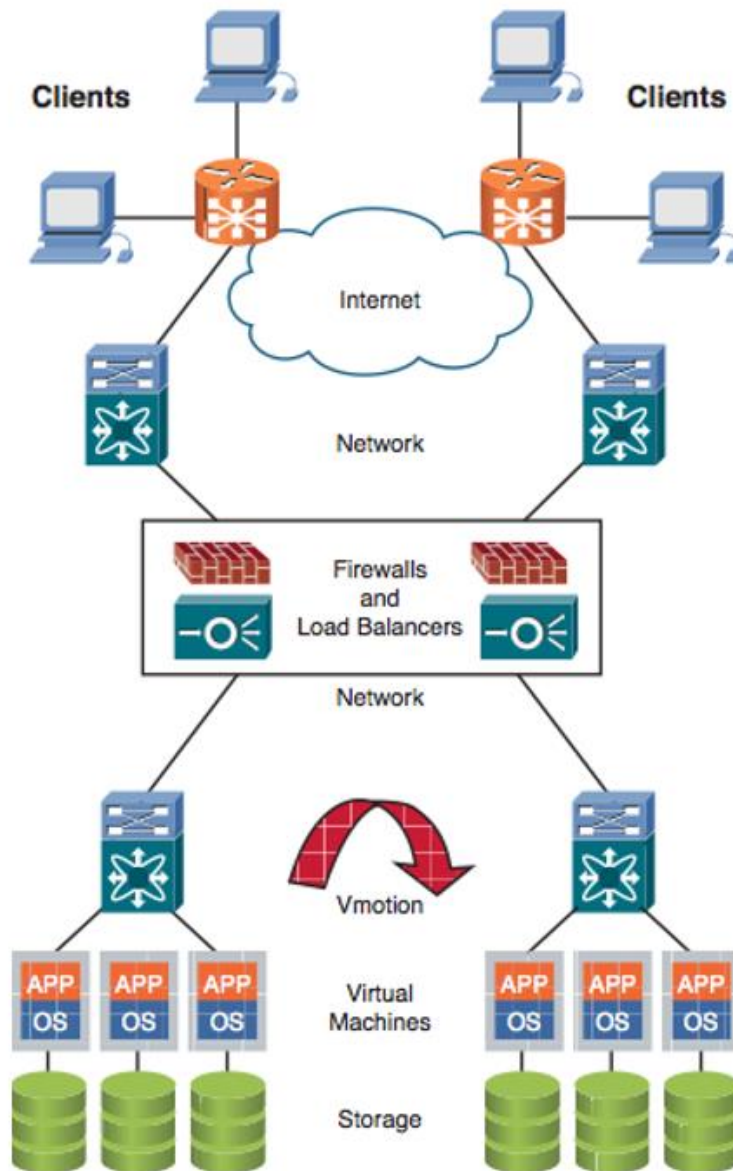 Clients
Clients
Internet
Network
Firewalls
and
Load Balancers
Network
Vmotion
APP
APP
APP
Virtual
Machines
APP
APP
APP
OS
OS
OS
OS
OS
OS
Storage